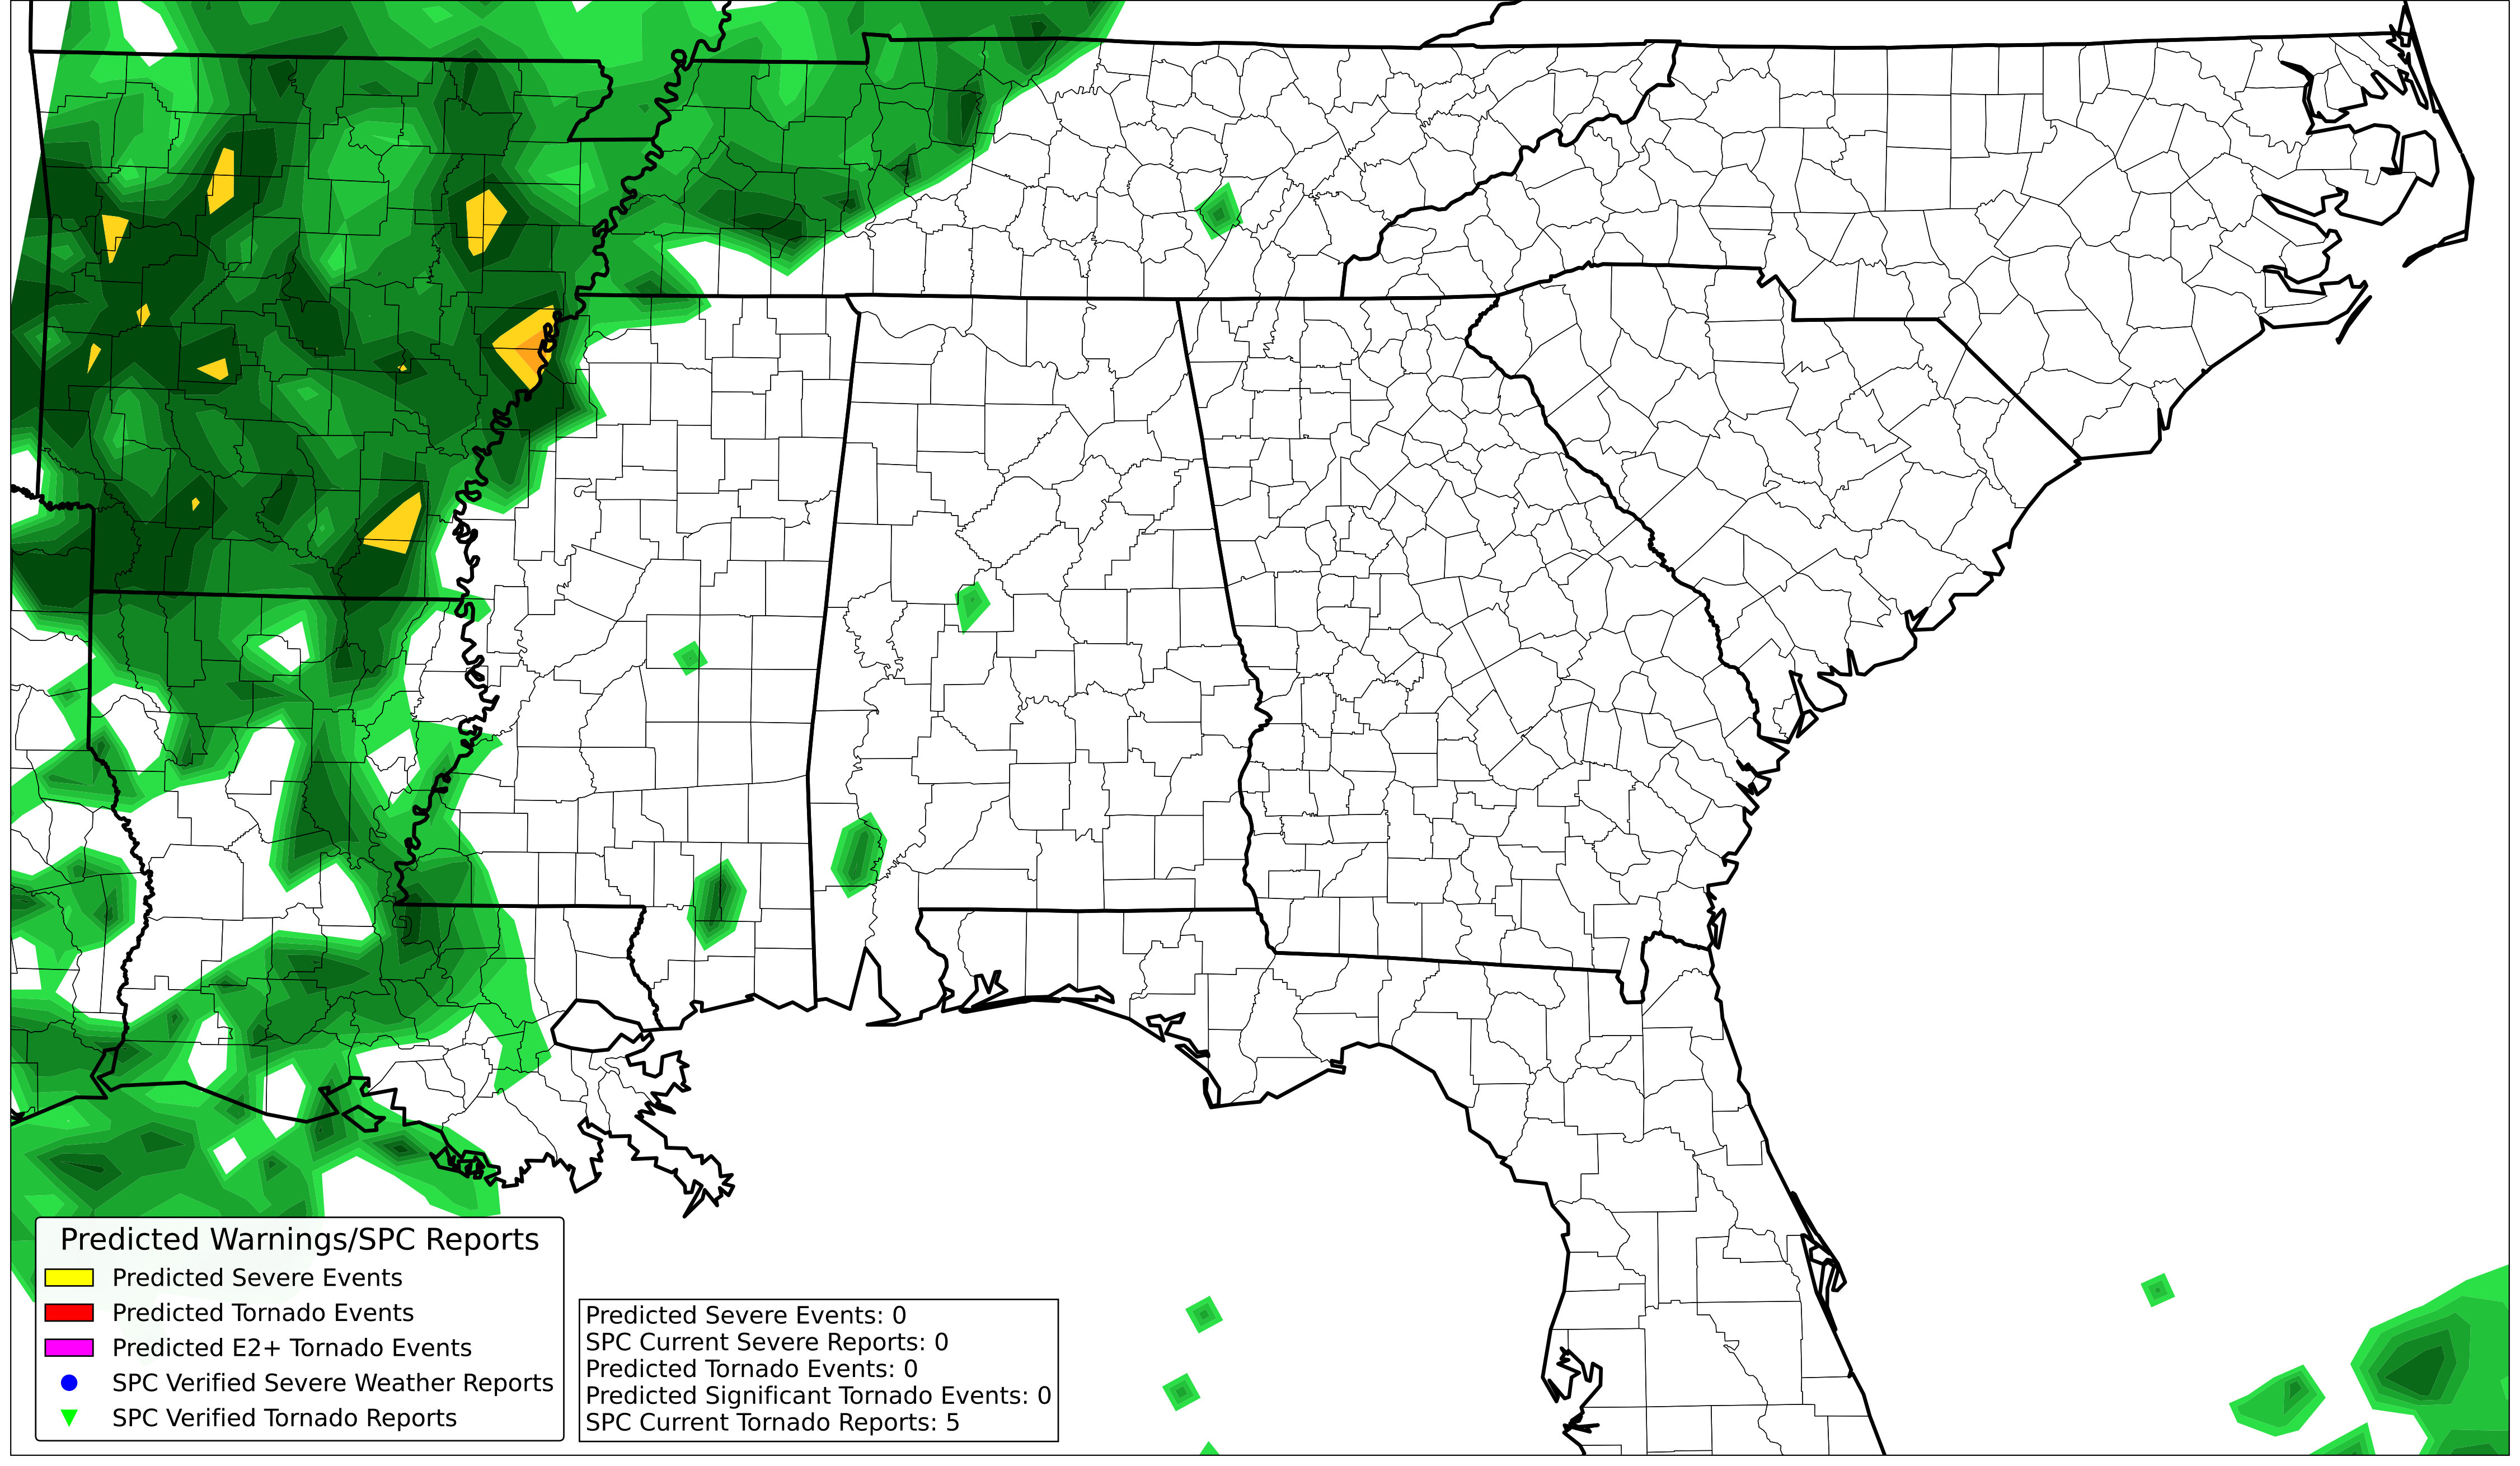 Predicted Warnings/SPC Reports
Predicted Severe Events
Predicted Tornado Events
Predicted E2+ Tornado Events
SPC Verified Severe Weather Reports
SPC Verified Tornado Reports
Predicted Severe Events: 0
SPC Current Severe Reports: 0
Predicted Tornado Events: 0
Predicted Significant Tornado Events: 0
SPC Current Tornado Reports: 5